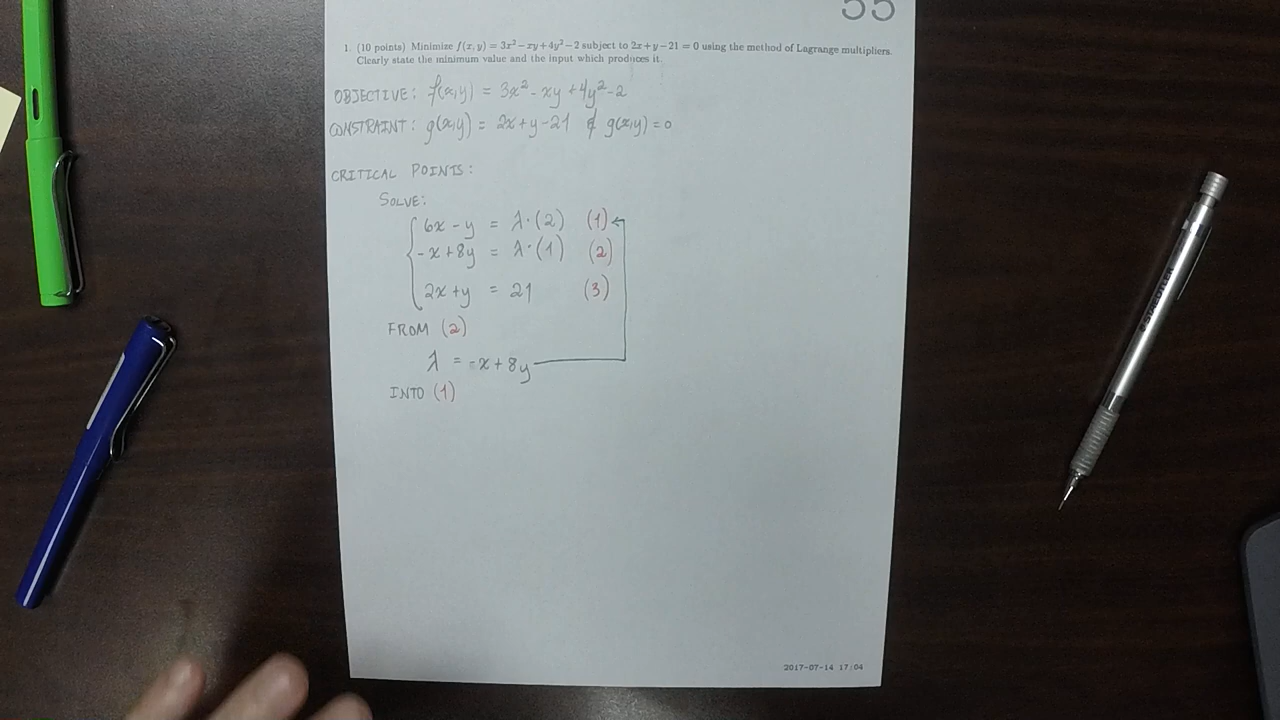 55
1. (10 points) Minimize f(x, y) = 3x² − xy + 4y² − 2 subject to 2x + y − 21 = 0 using the method of Lagrange multipliers.
Clearly state the minimum value and the input which produces it.
OBJECTIVE: f(x,y) = 3x² - xy + 4y² - 2
CONSTRAINT: g(x,y) = 2x + y - 21 & g(x,y) = 0
CRITICAL POINTS:
SOLVE:
6x - y = λ·(2) (1)
-x + 8y = λ·(1) (2)
2x + y = 21 (3)
FROM (2)
λ = -x + 8y
INTO (1)
2017-07-14 17:04